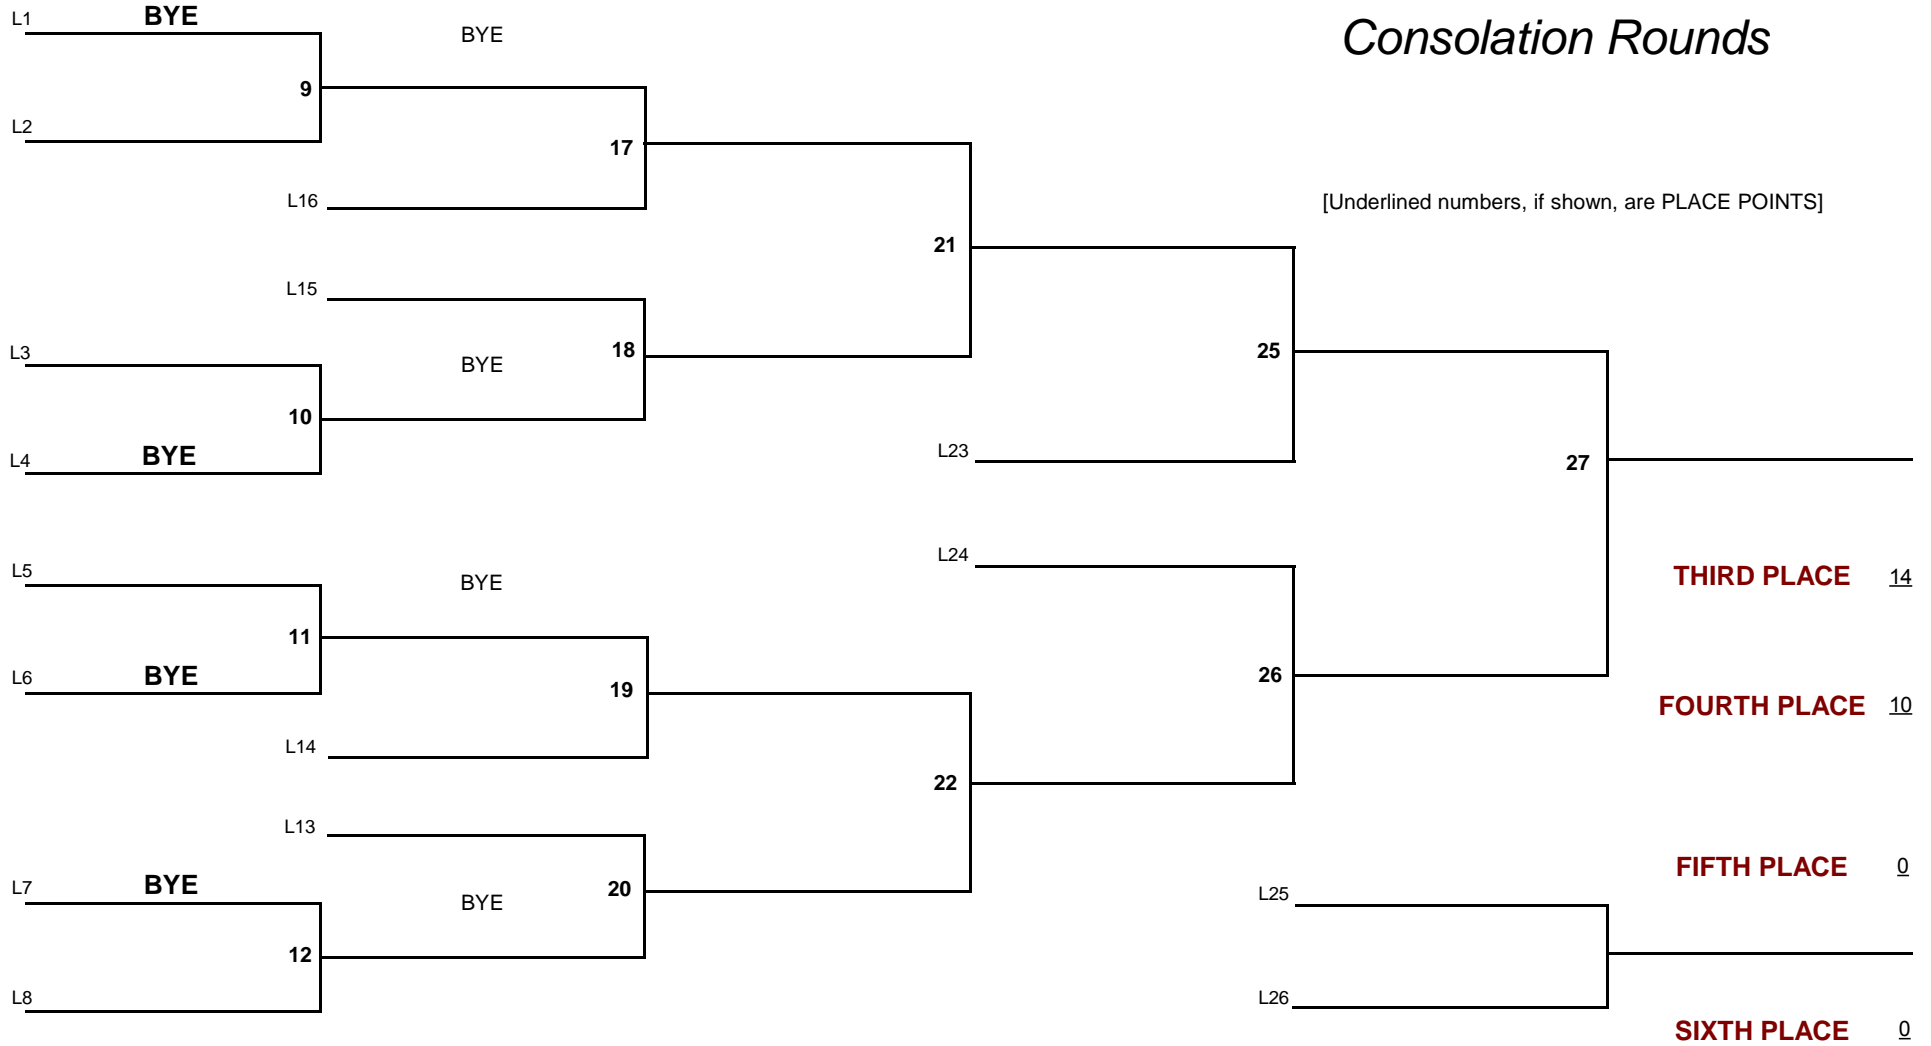 L1 BYE
BYE
Consolation Rounds
9
L2
17
L16
[Underlined numbers, if shown, are PLACE POINTS]
21
L15
L3
BYE
18
25
10
L4 BYE
L23
27
L24
L5
BYE
THIRD PLACE 14
11
L6 BYE
19
26
FOURTH PLACE 10
L14
22
L13
FIFTH PLACE 0
L7 BYE
BYE
20
L25
12
L8
L26
SIXTH PLACE 0